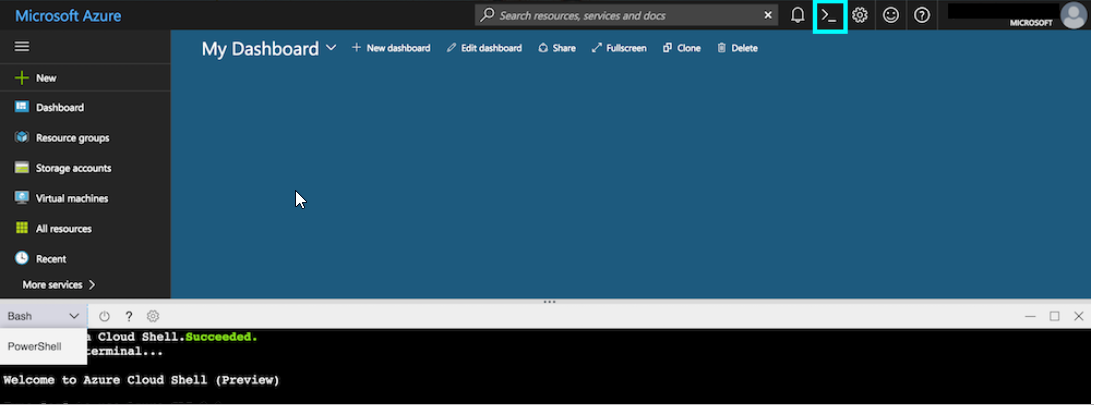 Microsoft Azure
Search resources, services and docs
MICROSOFT
My Dashboard
New dashboard
Edit dashboard
Share
Fullscreen
Clone
Delete
New
Dashboard
Resource groups
Storage accounts
Virtual machines
All resources
Recent
More services
Bash
PowerShell
Cloud Shell.Succeeded.
terminal...
Welcome to Azure Cloud Shell (Preview)